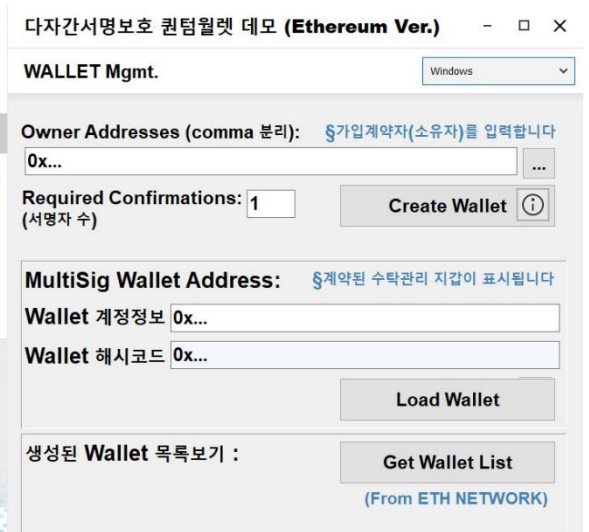 다자간서명보호 퀀텀월렛 데모 (Ethereum Ver.)
WALLET Mgmt.
Windows
Owner Addresses (comma 분리):
§가입계약자(소유자)를 입력합니다
0x...
...
Required Confirmations:
1
(서명자 수)
Create Wallet
MultiSig Wallet Address:
§계약된 수탁관리 지갑이 표시됩니다
Wallet 계정정보 0x...
Wallet 해시코드 0x...
Load Wallet
생성된 Wallet 목록보기 :
Get Wallet List
(From ETH NETWORK)